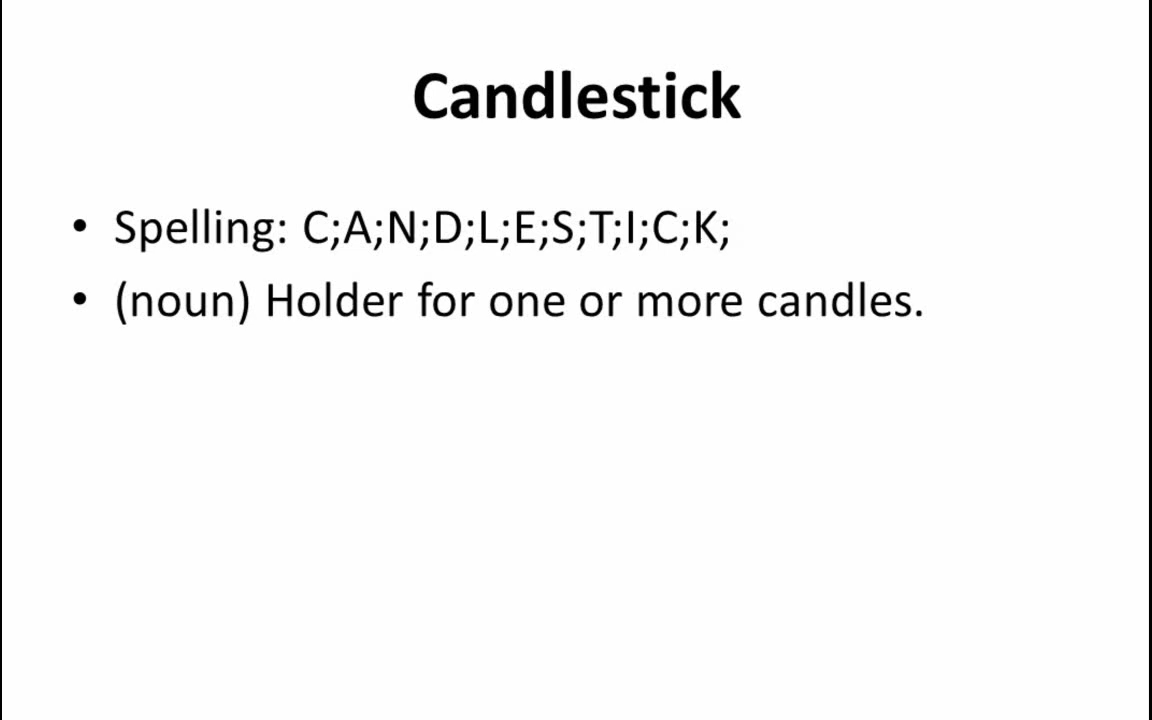 Candlestick
• Spelling: C;A;N;D;L;E;S;T;I;C;K;
• (noun) Holder for one or more candles.